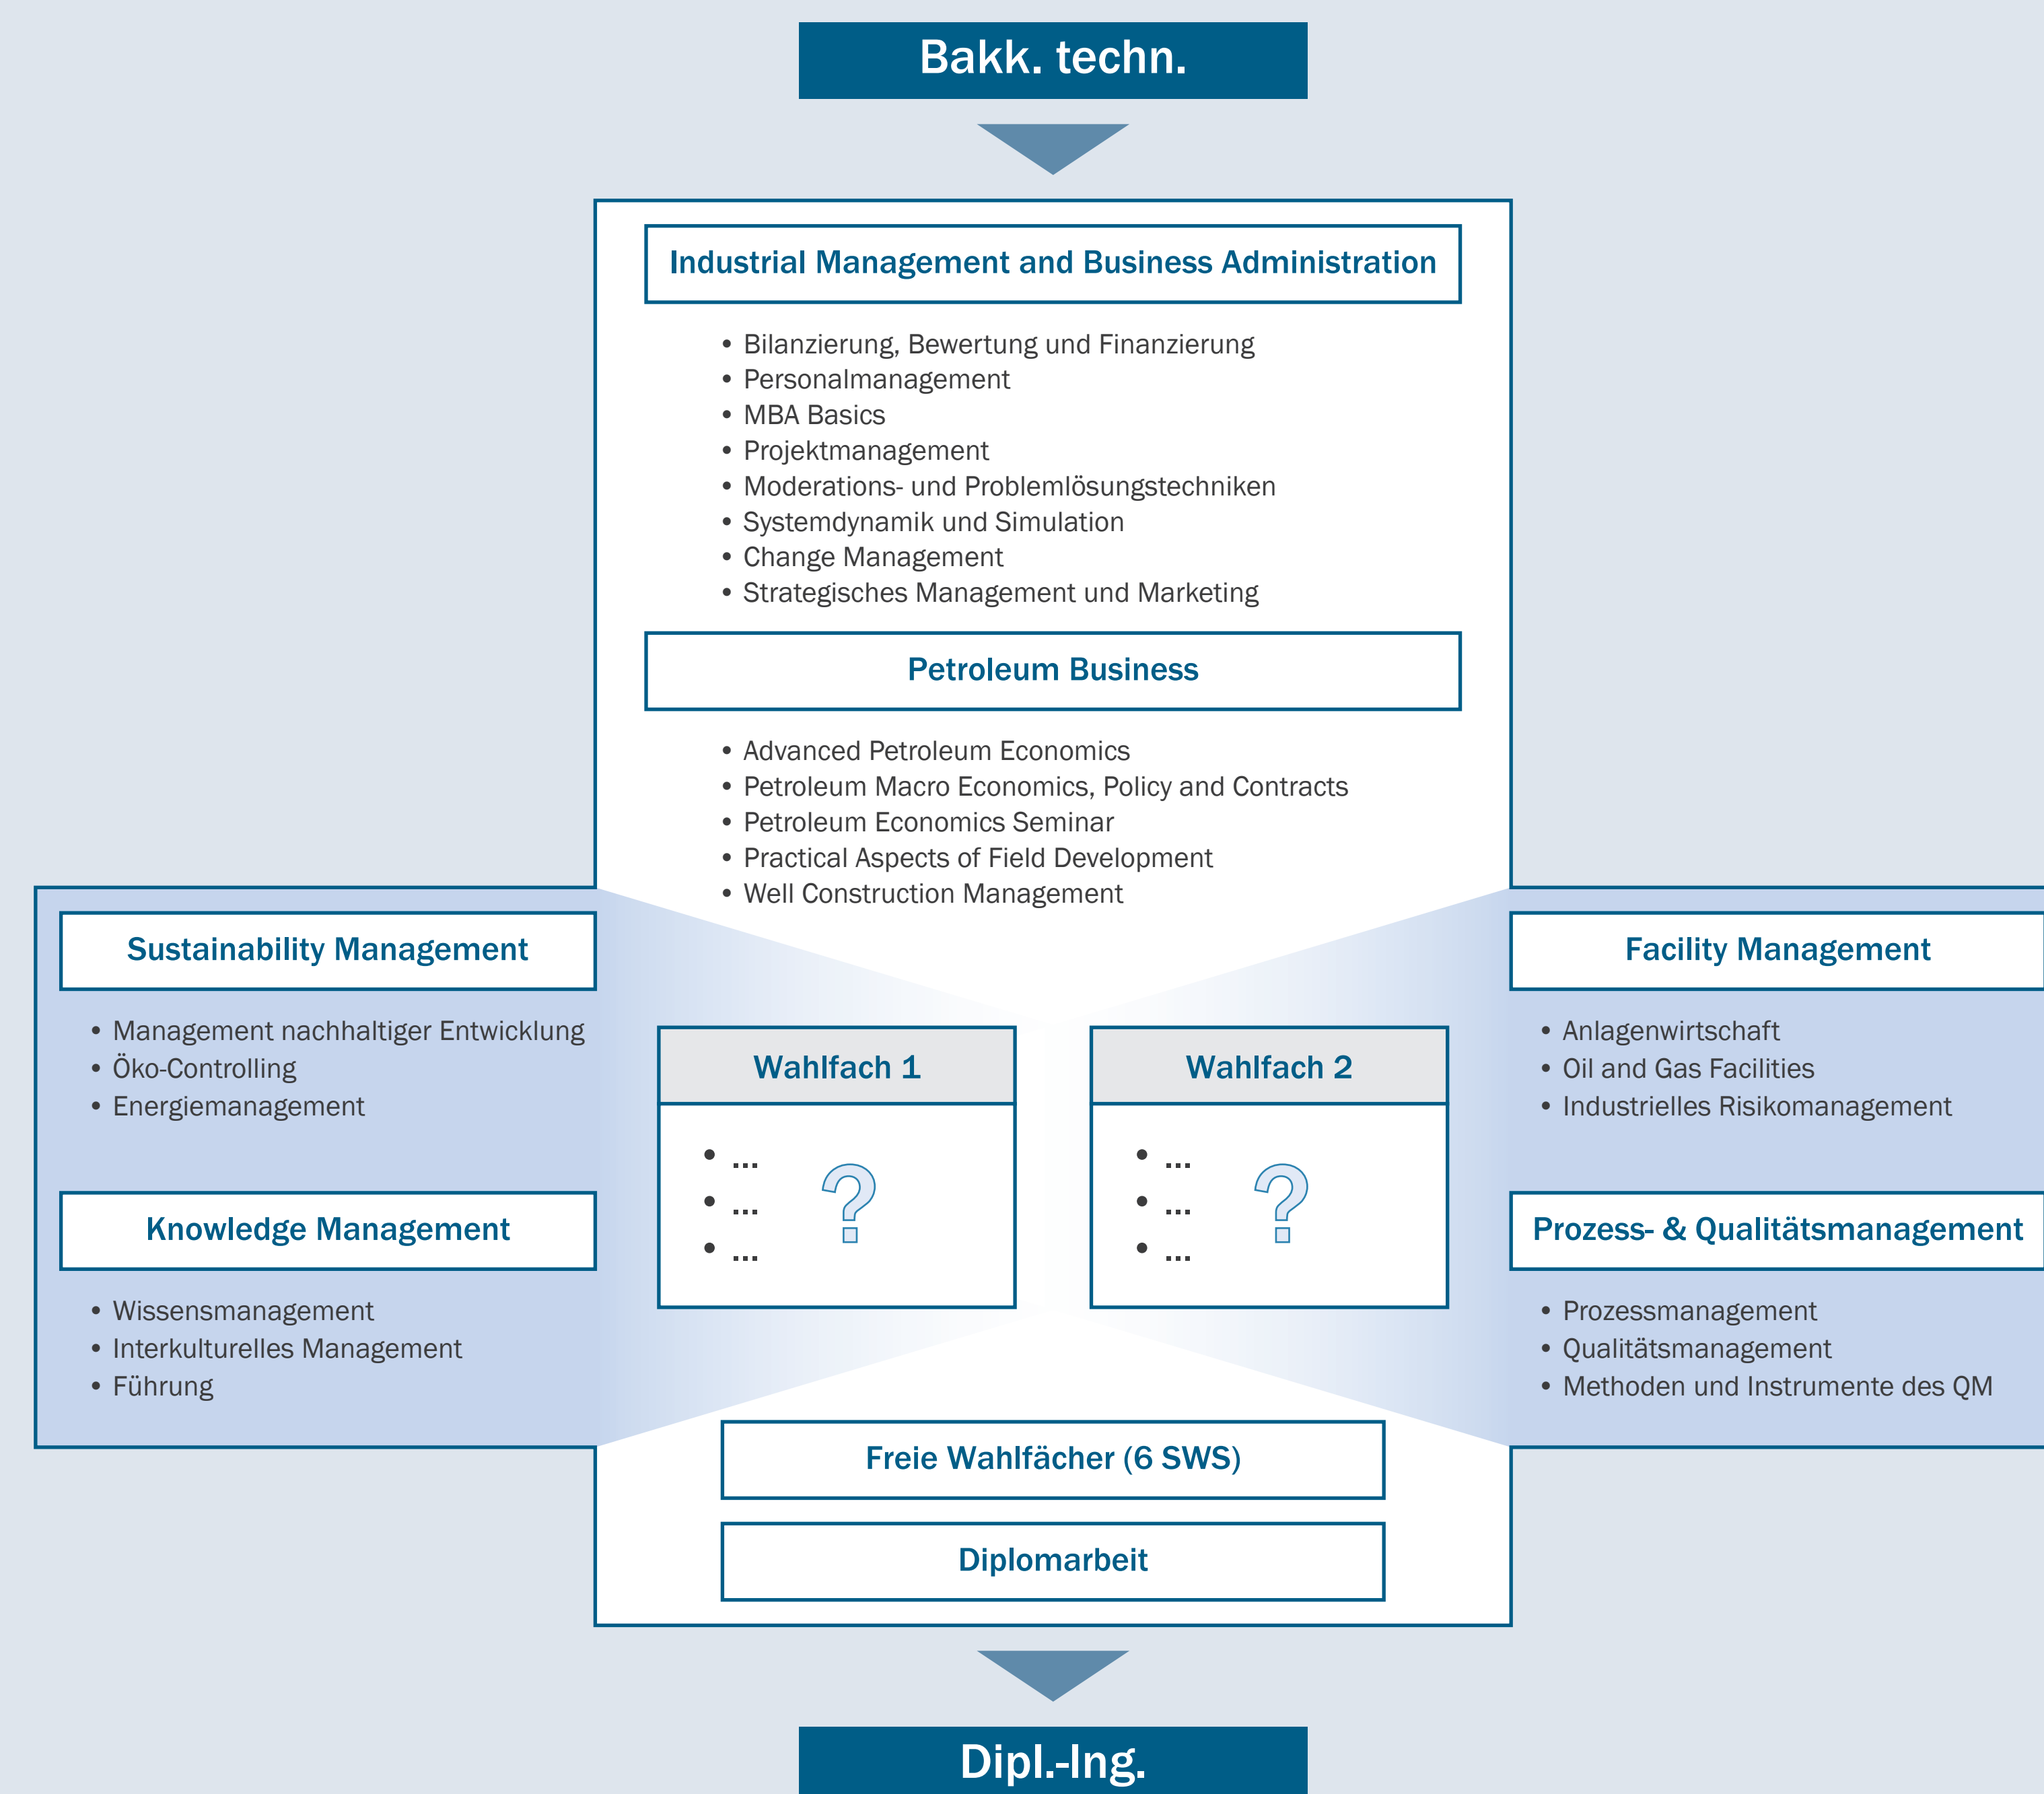 Bakk. techn.
Industrial Management and Business Administration
• Bilanzierung, Bewertung und Finanzierung
• Personalmanagement
• MBA Basics
• Projektmanagement
• Moderations- und Problemlösungstechniken
• Systemdynamik und Simulation
• Change Management
• Strategisches Management und Marketing
Petroleum Business
• Advanced Petroleum Economics
• Petroleum Macro Economics, Policy and Contracts
• Petroleum Economics Seminar
• Practical Aspects of Field Development
• Well Construction Management
Sustainability Management
• Management nachhaltiger Entwicklung
• Öko-Controlling
• Energiemanagement
Knowledge Management
• Wissensmanagement
• Interkulturelles Management
• Führung
Wahlfach 1
• ...
• ...
• ...
?
Wahlfach 2
• ...
• ...
• ...
?
Facility Management
• Anlagenwirtschaft
• Oil and Gas Facilities
• Industrielles Risikomanagement
Prozess- & Qualitätsmanagement
• Prozessmanagement
• Qualitätsmanagement
• Methoden und Instrumente des QM
Freie Wahlfächer (6 SWS)
Diplomarbeit
Dipl.-Ing.